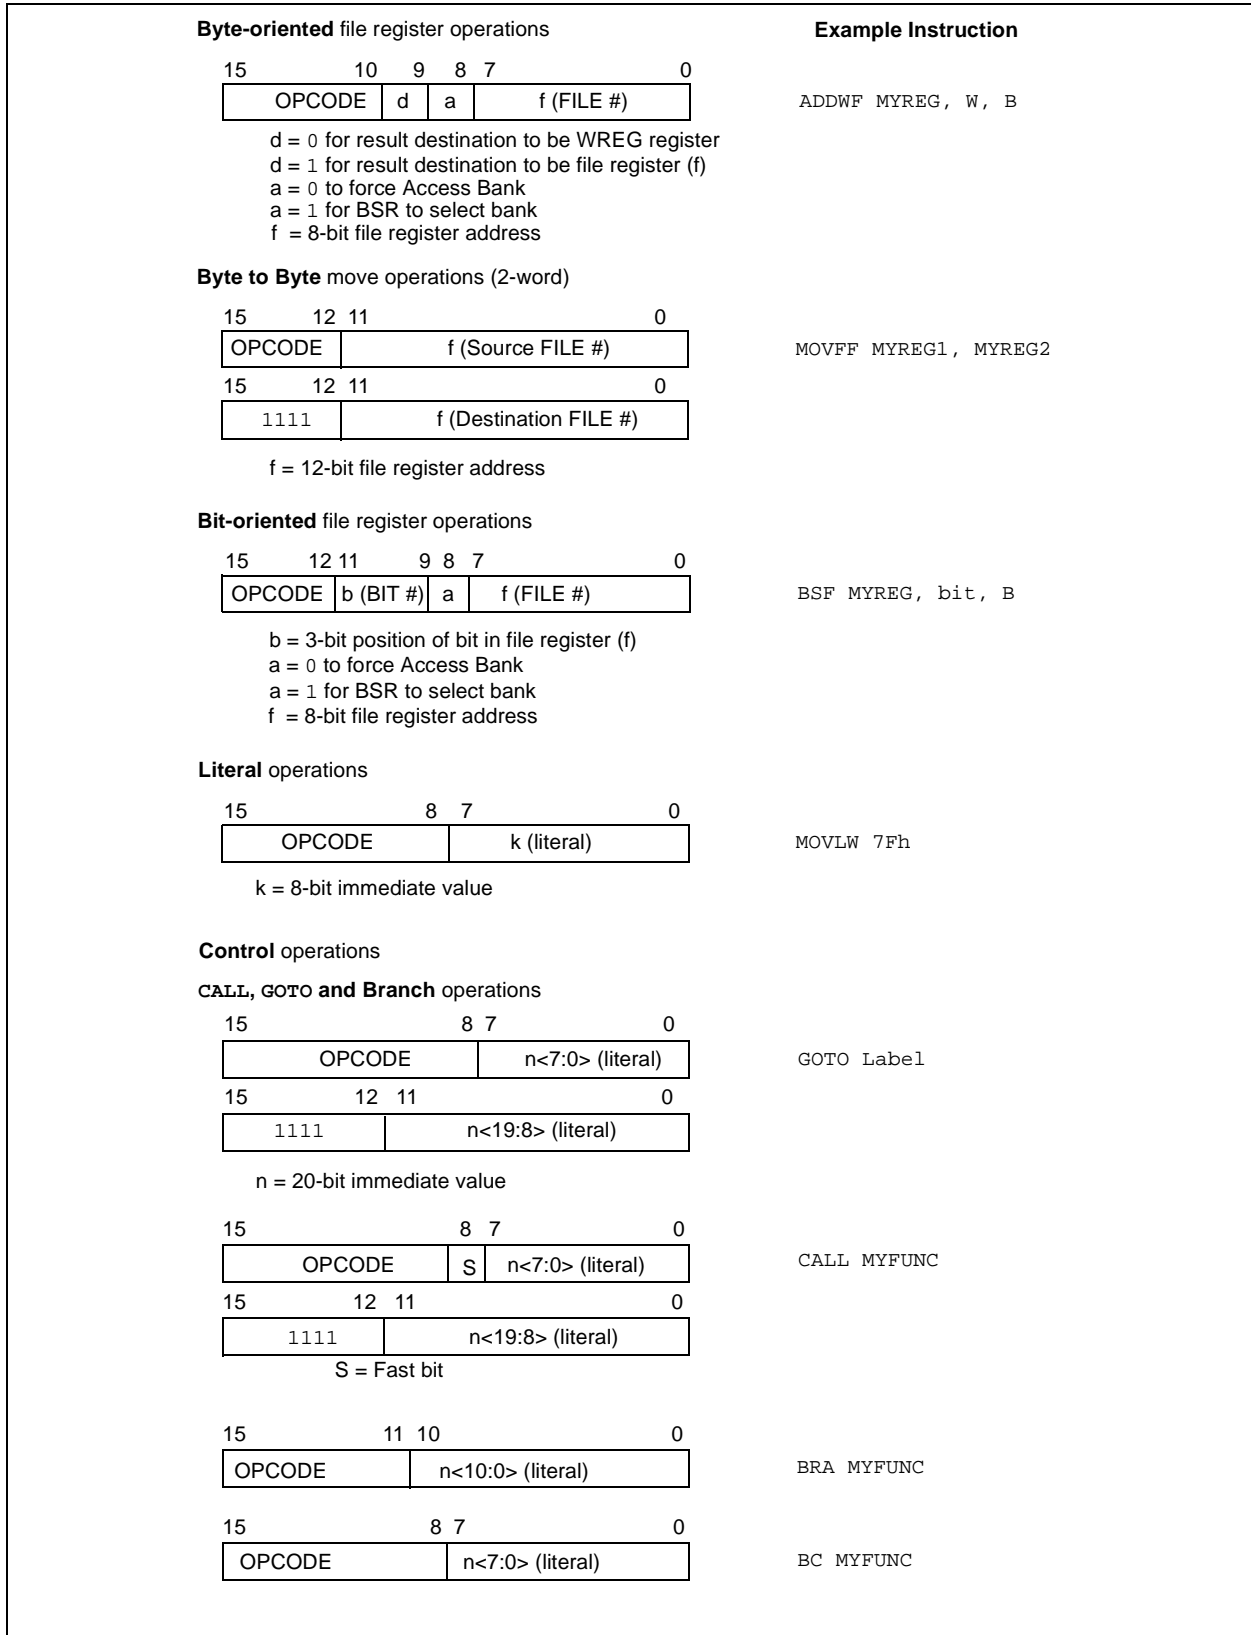 Byte-oriented file register operations
Example Instruction
15 10 9 8 7 0
OPCODE d a f (FILE #)
ADDWF MYREG, W, B
d = 0 for result destination to be WREG register
d = 1 for result destination to be file register (f)
a = 0 to force Access Bank
a = 1 for BSR to select bank
f = 8-bit file register address
Byte to Byte move operations (2-word)
15 12 11 0
OPCODE f (Source FILE #)
MOVFF MYREG1, MYREG2
15 12 11 0
1111 f (Destination FILE #)
f = 12-bit file register address
Bit-oriented file register operations
15 12 11 9 8 7 0
OPCODE b (BIT #) a f (FILE #)
BSF MYREG, bit, B
b = 3-bit position of bit in file register (f)
a = 0 to force Access Bank
a = 1 for BSR to select bank
f = 8-bit file register address
Literal operations
15 8 7 0
OPCODE k (literal)
MOVLW 7Fh
k = 8-bit immediate value
Control operations
CALL, GOTO and Branch operations
15 8 7 0
OPCODE n<7:0> (literal)
GOTO Label
15 12 11 0
1111 n<19:8> (literal)
n = 20-bit immediate value
15 8 7 0
OPCODE S n<7:0> (literal)
CALL MYFUNC
15 12 11 0
1111 n<19:8> (literal)
S = Fast bit
15 11 10 0
OPCODE n<10:0> (literal)
BRA MYFUNC
15 8 7 0
OPCODE n<7:0> (literal)
BC MYFUNC